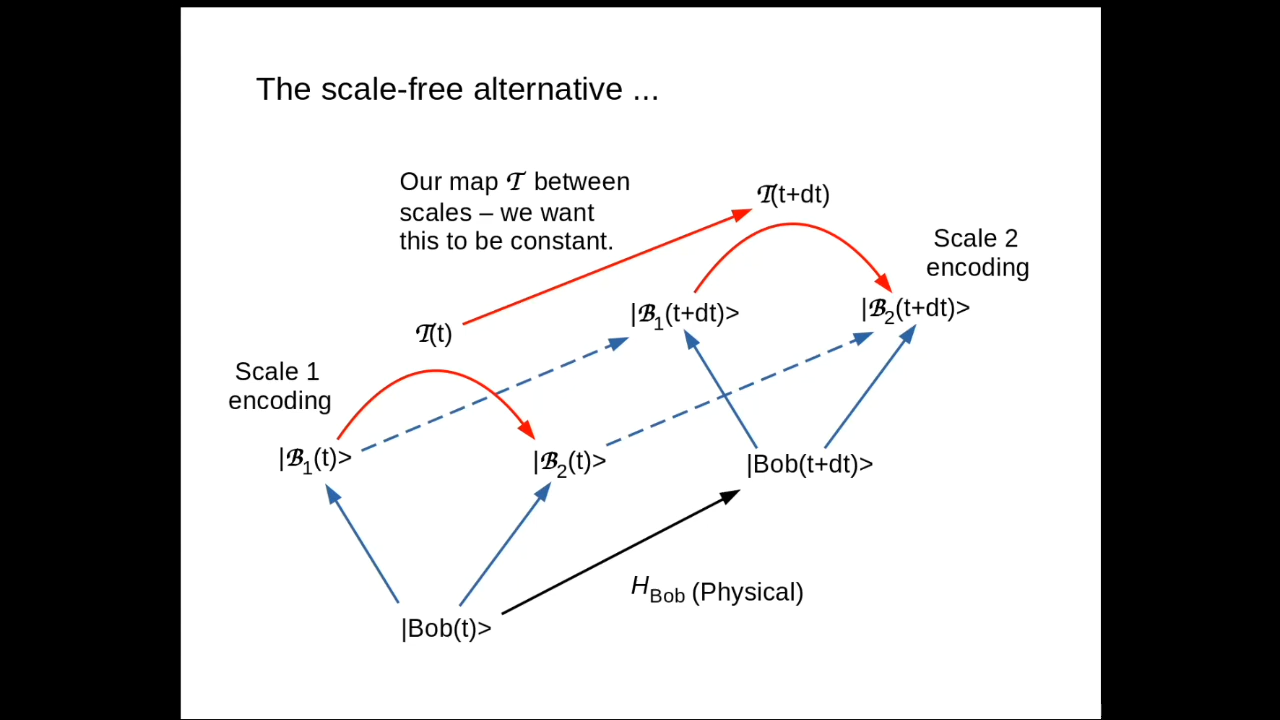 The scale-free alternative ...
Our map 𝒯 between
scales – we want
this to be constant.
𝒯(t+dt)
Scale 2
encoding
|ℬ₁(t+dt)>
|ℬ₂(t+dt)>
𝒯(t)
Scale 1
encoding
|ℬ₁(t)>
|ℬ₂(t)>
|Bob(t+dt)>
H_Bob (Physical)
|Bob(t)>